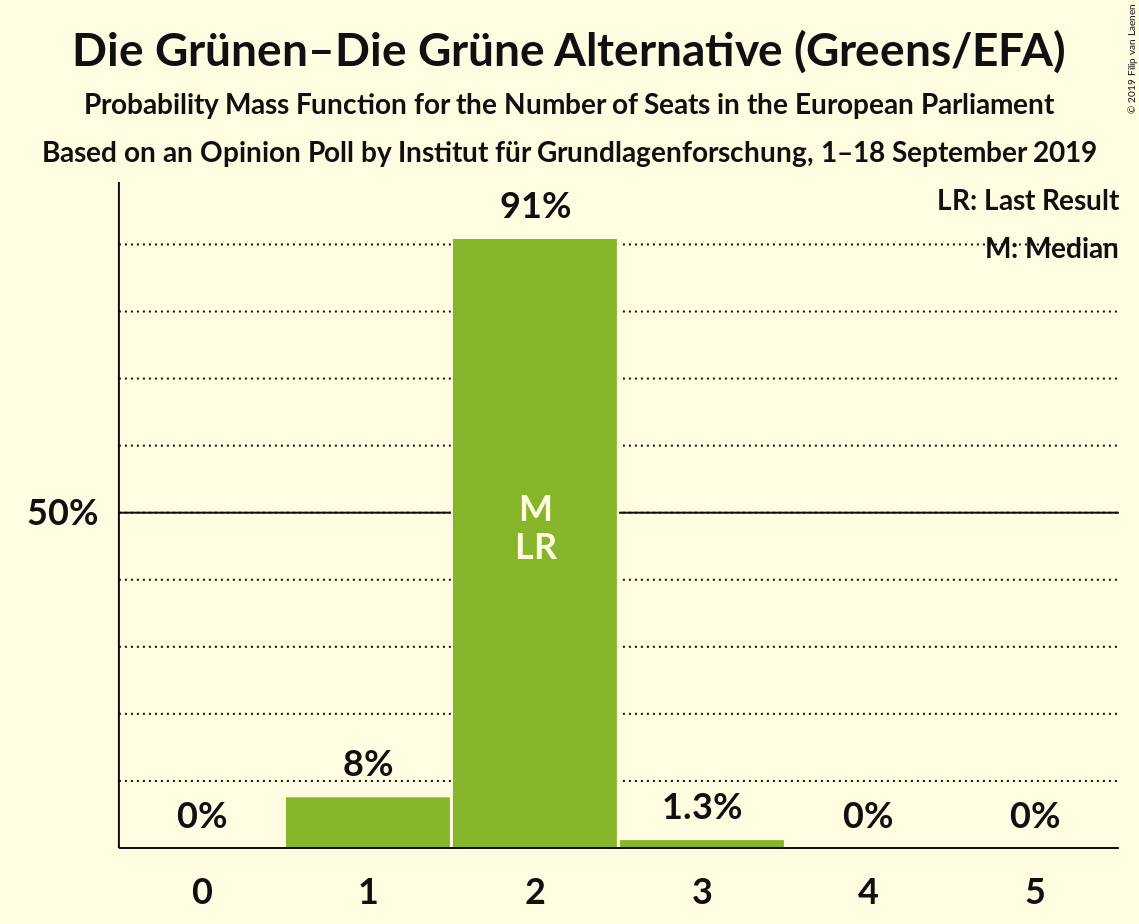 Die Grünen–Die Grüne Alternative (Greens/EFA)
Probability Mass Function for the Number of Seats in the European Parliament
Based on an Opinion Poll by Institut für Grundlagenforschung, 1–18 September 2019
© 2019 Filip van Laenen
LR: Last Result
M: Median
91%
50%
M
LR
8%
0%
1.3%
0%
0%
0
1
2
3
4
5